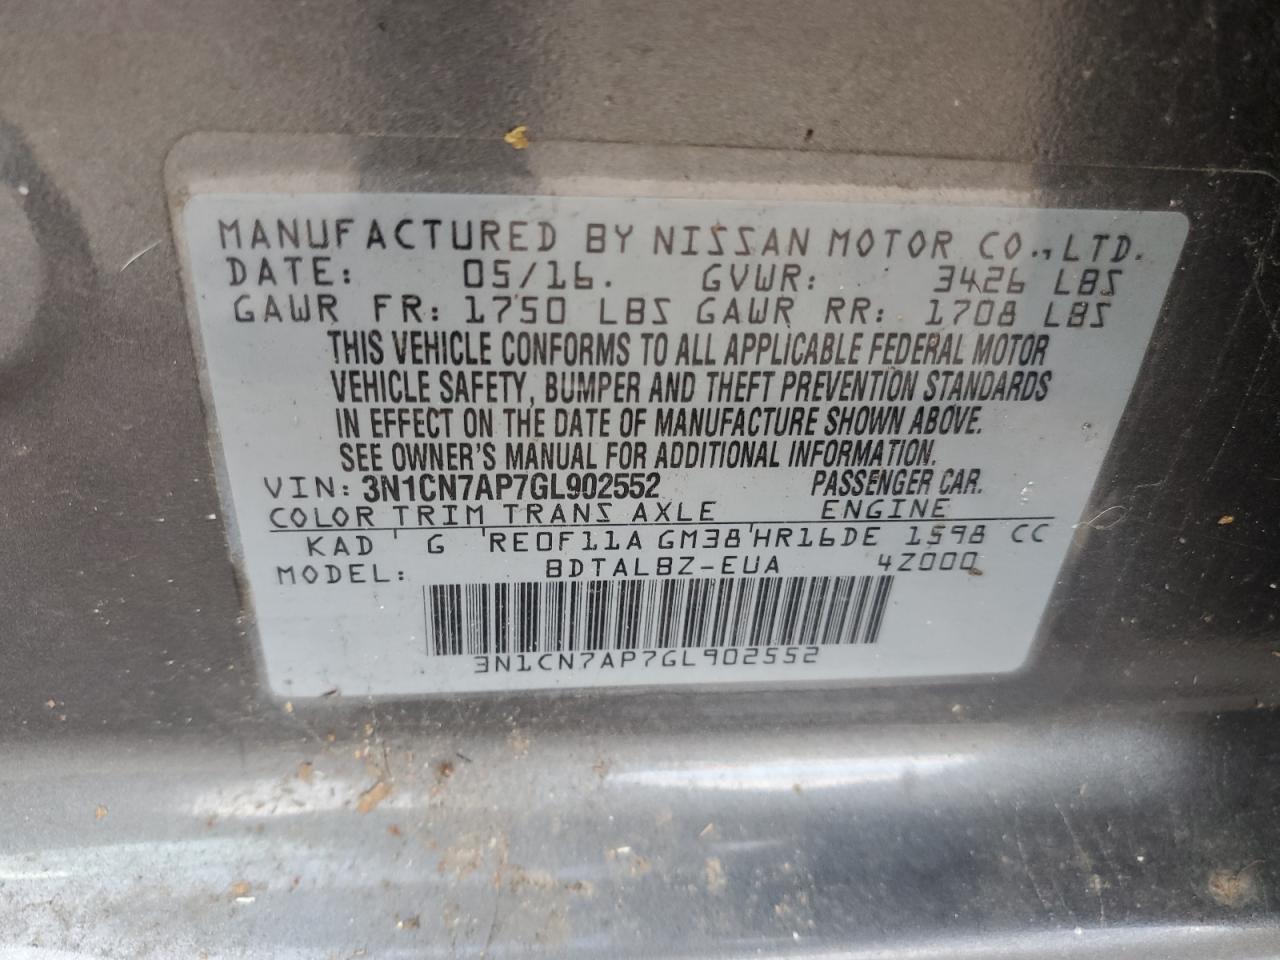 MANUFACTURED BY NISSAN MOTOR CO., LTD.
DATE: 05/16. GVWR: 3426 LBS
GAWR FR: 1750 LBS GAWR RR: 1708 LBS
THIS VEHICLE CONFORMS TO ALL APPLICABLE FEDERAL MOTOR
VEHICLE SAFETY, BUMPER AND THEFT PREVENTION STANDARDS
IN EFFECT ON THE DATE OF MANUFACTURE SHOWN ABOVE.
SEE OWNER'S MANUAL FOR ADDITIONAL INFORMATION.
VIN: 3N1CN7AP7GL902552 PASSENGER CAR.
COLOR TRIM TRANS AXLE ENGINE
KAD ' G ' RE0F11A GM38 ' HR16DE 1598 CC
MODEL: BDTALBZ-EUA 4Z000
3N1CN7AP7GL902552